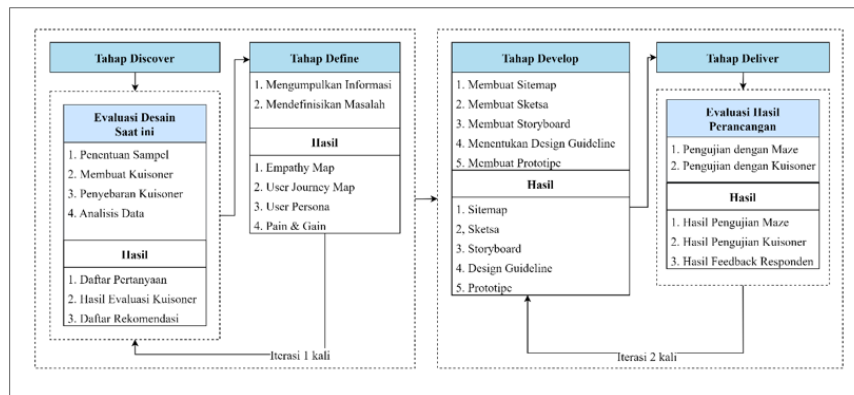 Tahap Discover
Evaluasi Desain
Saat ini
1. Penentuan Sampel
2. Membuat Kuisoner
3. Penyebaran Kuisoner
4. Analisis Data
Hasil
1. Daftar Pertanyaan
2. Hasil Evaluasi Kuisoner
3. Daftar Rekomendasi
Tahap Define
1. Mengumpulkan Informasi
2. Mendefinisikan Masalah
Hasil
1. Empathy Map
2. User Journey Map
3. User Persona
4. Pain & Gain
Iterasi 1 kali
Tahap Develop
1. Membuat Sitemap
2. Membuat Sketsa
3. Membuat Storyboard
4. Menentukan Design Guideline
5. Membuat Prototipe
Hasil
1. Sitemap
2, Sketsa
3. Storyboard
4. Design Guideline
5. Prototipe
Tahap Deliver
Evaluasi Hasil
Perancangan
1. Pengujian dengan Maze
2. Pengujian dengan Kuisoner
Hasil
1. Hasil Pengujian Maze
2. Hasil Pengujian Kuisoner
3. Hasil Feedback Responden
Iterasi 2 kali